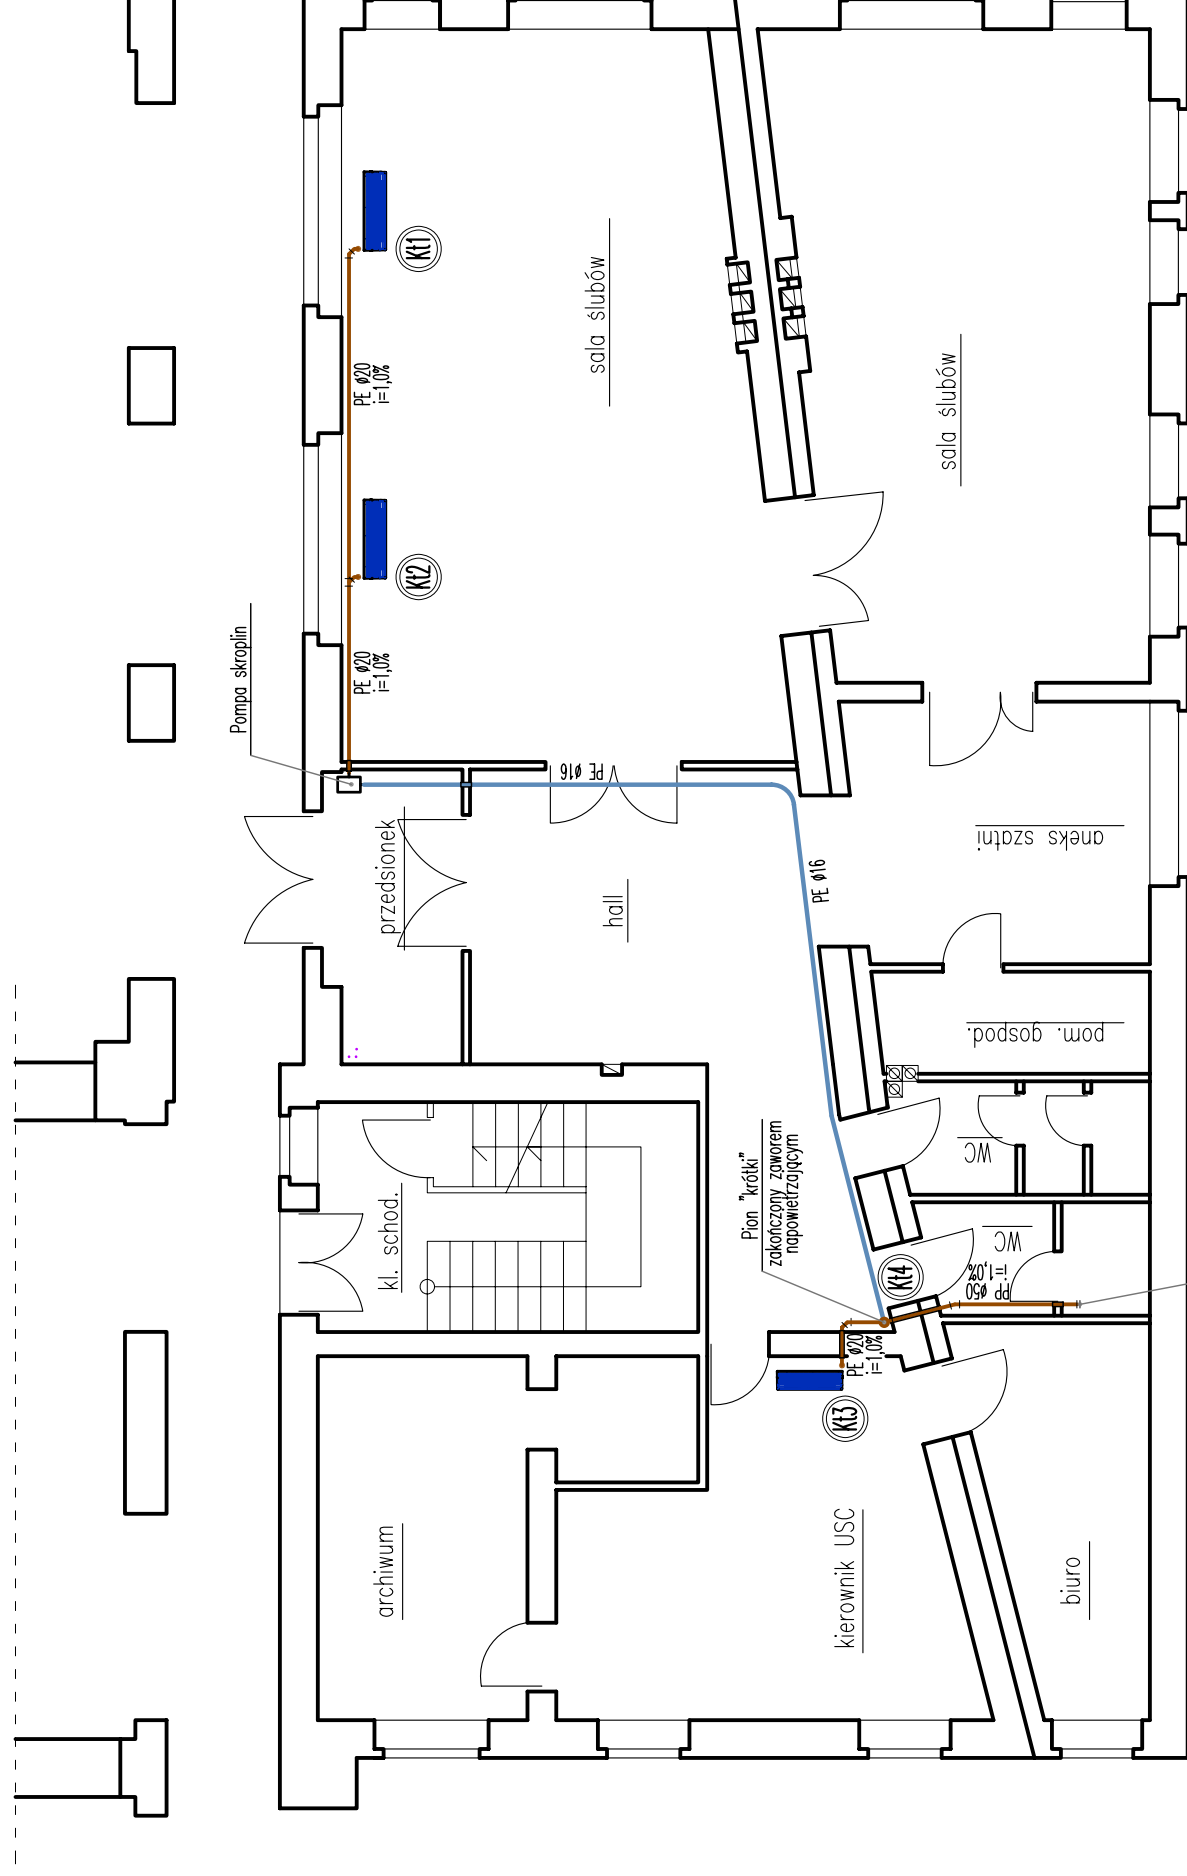 Kt1
sala ślubów
PE ø20
i=1,0%
sala ślubów
Kt2
Pompa skroplin
PE ø20
i=1,0%
PE ø16
przedsionek
aneks szatni
PE ø16
hall
pom. gospod.
WC
Pion "krótki"
zakończony zaworem
napowietrzającym
kl. schod.
WC
Kt4
PP ø50
i=1,0%
PE ø20
i=1,0%
Kt3
archiwum
kierownik USC
biuro